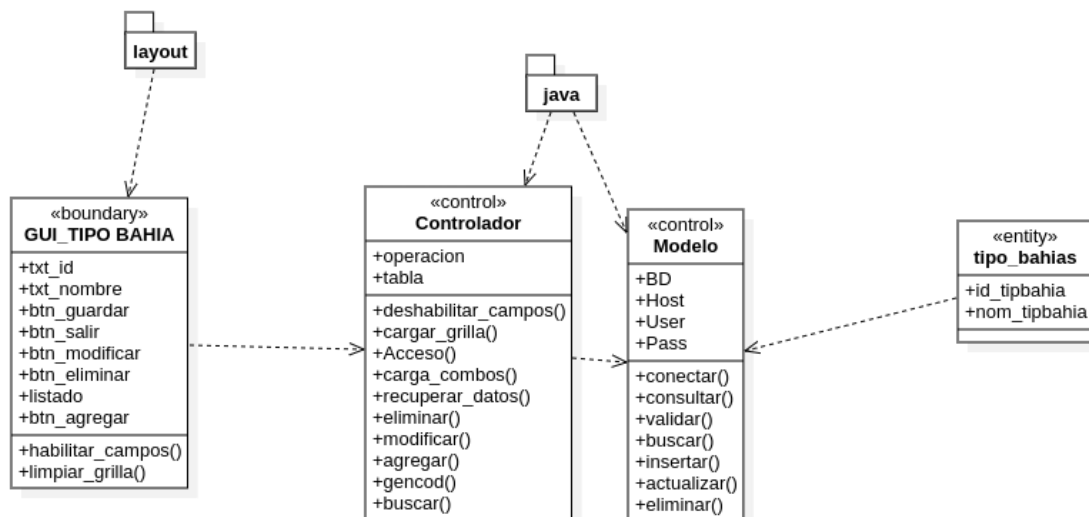 layout
java
«boundary»
GUI_TIPO BAHIA
+txt_id
+txt_nombre
+btn_guardar
+btn_salir
+btn_modificar
+btn_eliminar
+listado
+btn_agregar
+habilitar_campos()
+limpiar_grilla()
«control»
Controlador
+operacion
+tabla
+deshabilitar_campos()
+cargar_grilla()
+Acceso()
+carga_combos()
+recuperar_datos()
+eliminar()
+modificar()
+agregar()
+gencod()
+buscar()
«control»
Modelo
+BD
+Host
+User
+Pass
+conectar()
+consultar()
+validar()
+buscar()
+insertar()
+actualizar()
+eliminar()
«entity»
tipo_bahias
+id_tipbahia
+nom_tipbahia